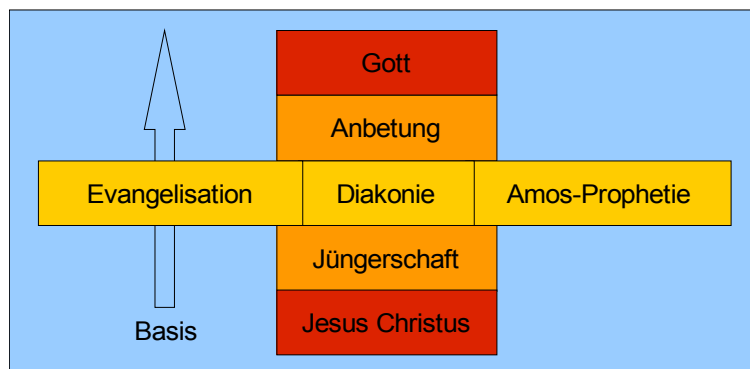 Gott
Anbetung
Evangelisation Diakonie Amos-Prophetie
Jüngerschaft
Jesus Christus
Basis